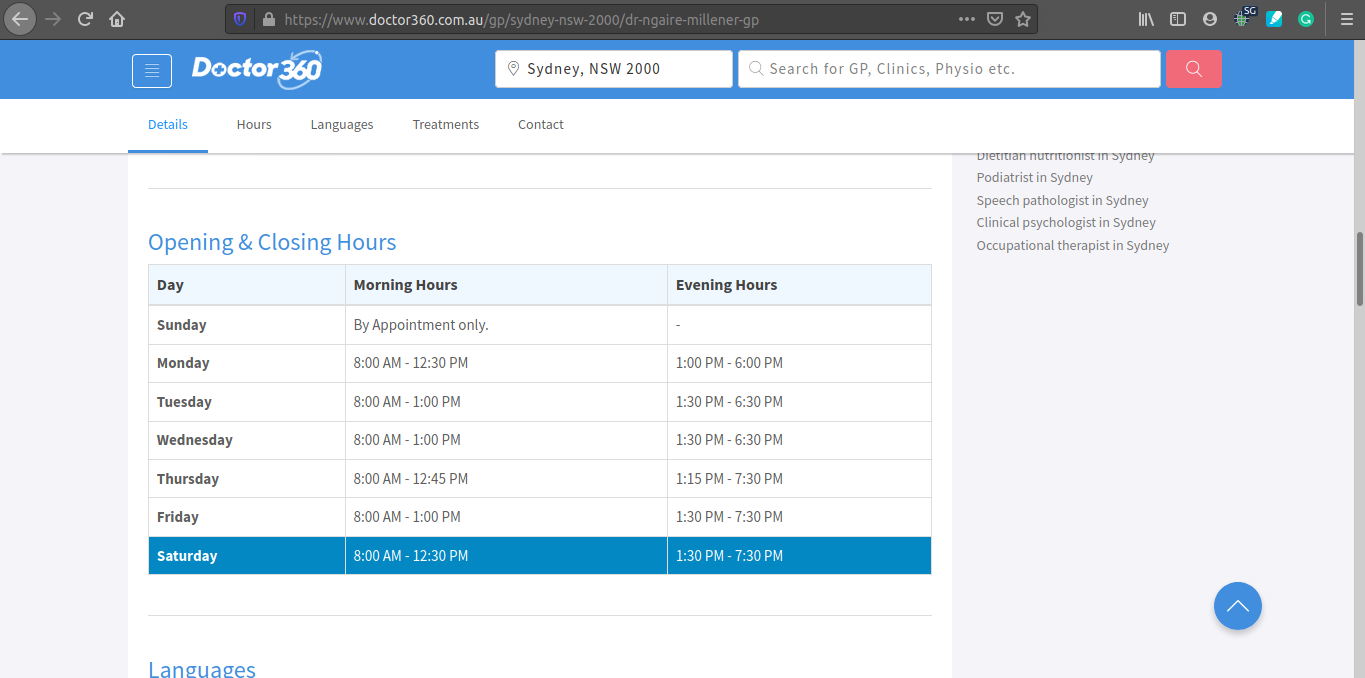 https://www.doctor360.com.au/gp/sydney-nsw-2000/dr-ngaire-millener-gp
SG
Doctor 360
Sydney, NSW 2000
Search for GP, Clinics, Physio etc.
Details Hours Languages Treatments Contact
Dietitian nutritionist in Sydney
Podiatrist in Sydney
Speech pathologist in Sydney
Clinical psychologist in Sydney
Occupational therapist in Sydney
Opening & Closing Hours
Day Morning Hours Evening Hours
Sunday By Appointment only. -
Monday 8:00 AM - 12:30 PM 1:00 PM - 6:00 PM
Tuesday 8:00 AM - 1:00 PM 1:30 PM - 6:30 PM
Wednesday 8:00 AM - 1:00 PM 1:30 PM - 6:30 PM
Thursday 8:00 AM - 12:45 PM 1:15 PM - 7:30 PM
Friday 8:00 AM - 1:00 PM 1:30 PM - 7:30 PM
Saturday 8:00 AM - 12:30 PM 1:30 PM - 7:30 PM
Languages